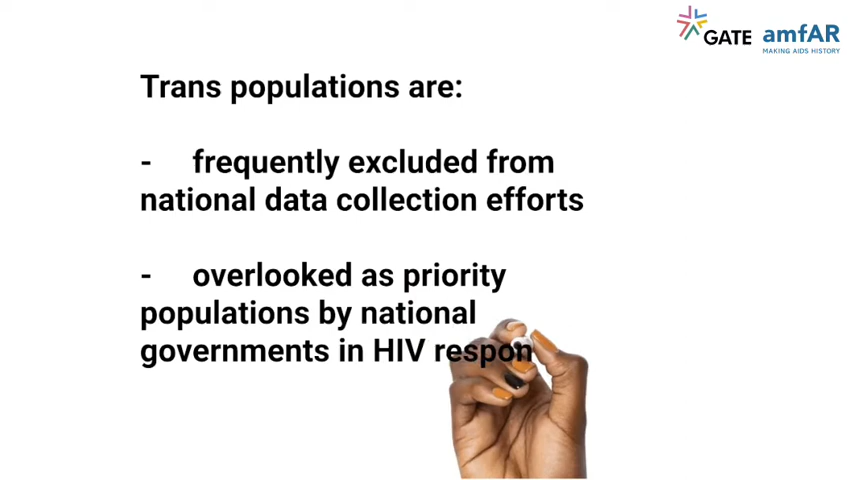 GATE
amfAR
MAKING AIDS HISTORY
Trans populations are:
- frequently excluded from
national data collection efforts
- overlooked as priority
populations by national
governments in HIV respon